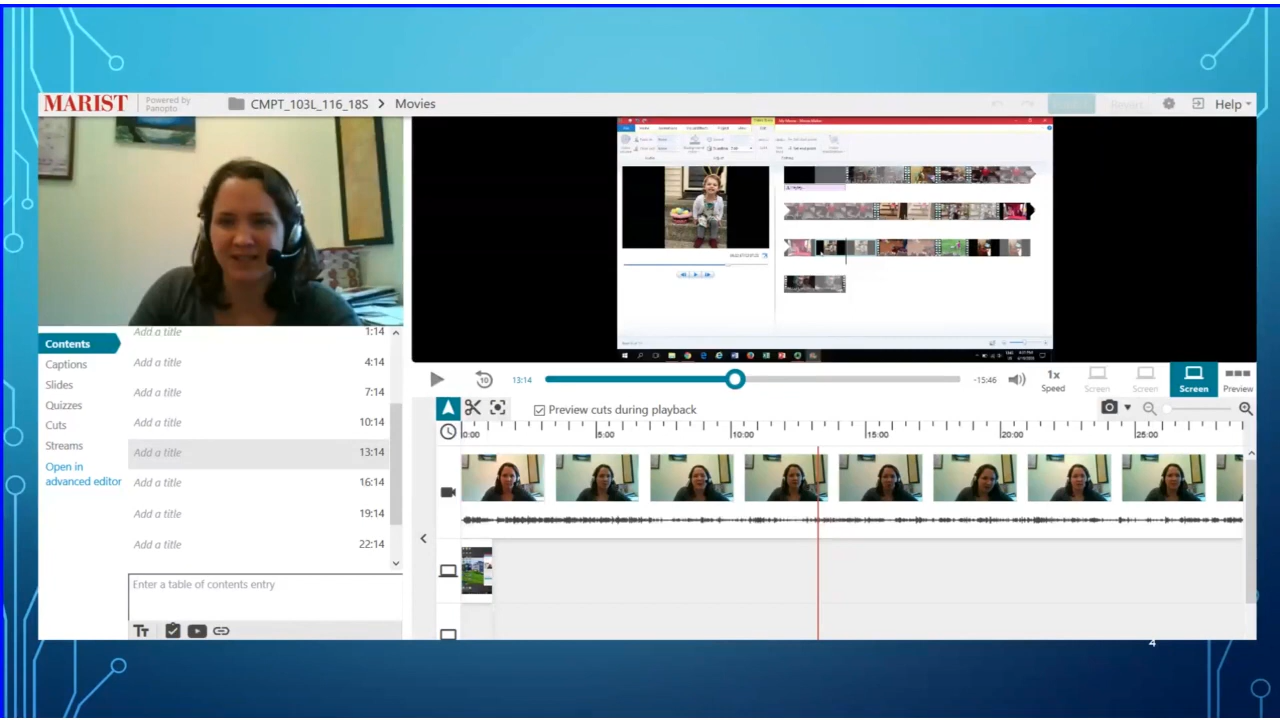 MARIST
Powered by
Panopto
CMPT_103L_116_18S > Movies
Revert
Help
Contents
Captions
Slides
Quizzes
Cuts
Streams
Open in
advanced editor
Add a title 1:14
Add a title 4:14
Add a title 7:14
Add a title 10:14
Add a title 13:14
Add a title 16:14
Add a title 19:14
Add a title 22:14
Enter a table of contents entry
10
13:14
-15:46
1x
Speed
Screen
Screen
Screen
Preview
Preview cuts during playback
0:00
5:00
10:00
15:00
20:00
25:00
4